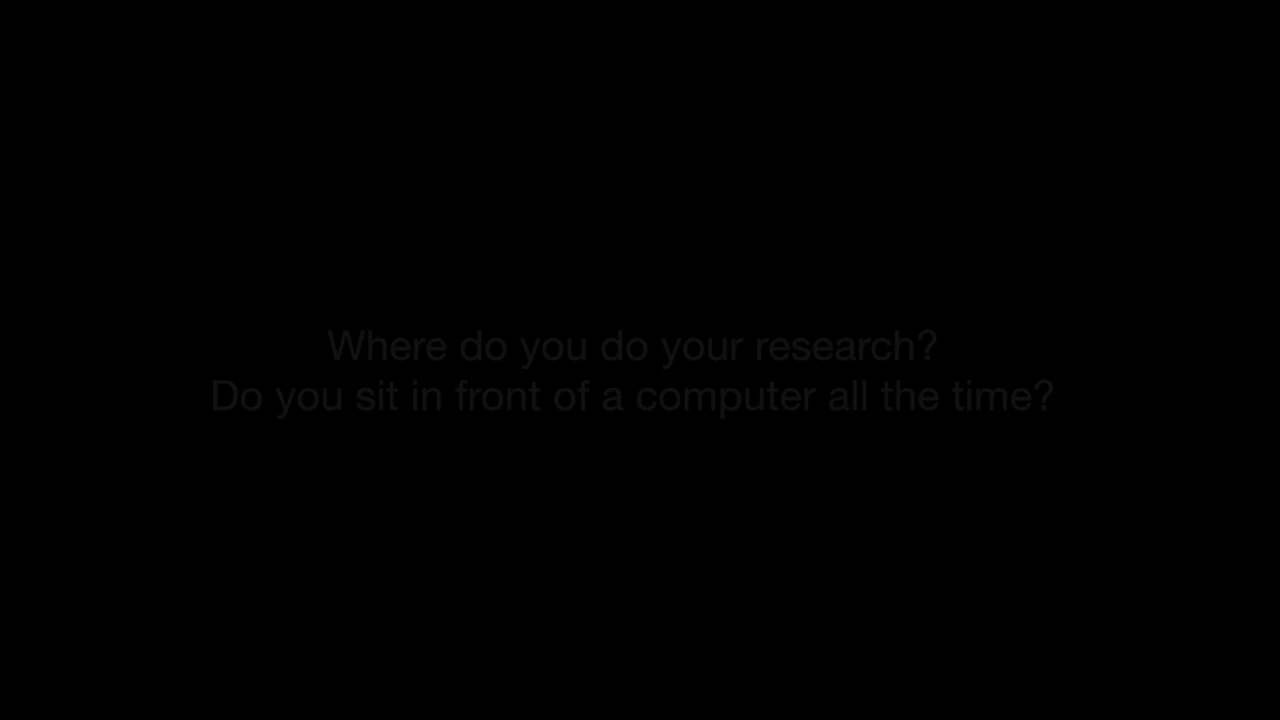 Where do you do your research?
Do you sit in front of a computer all the time?